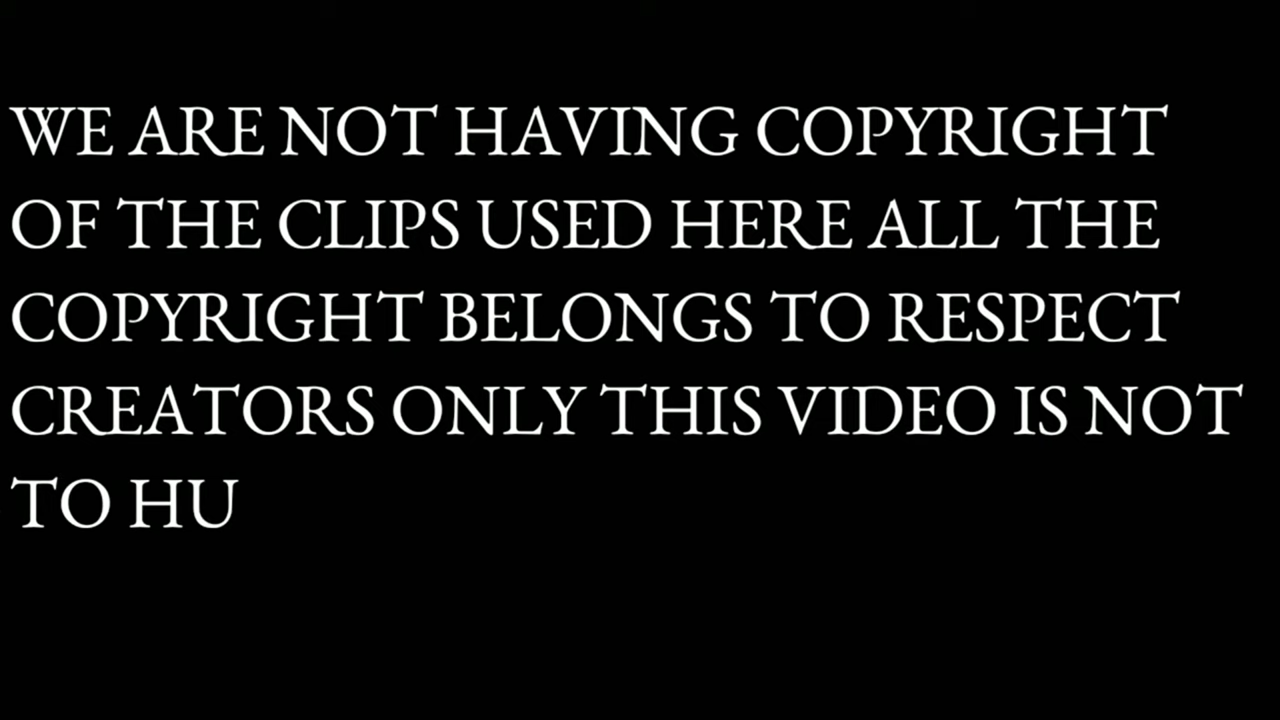 WE ARE NOT HAVING COPYRIGHT
OF THE CLIPS USED HERE ALL THE
COPYRIGHT BELONGS TO RESPECT
CREATORS ONLY THIS VIDEO IS NOT
TO HU